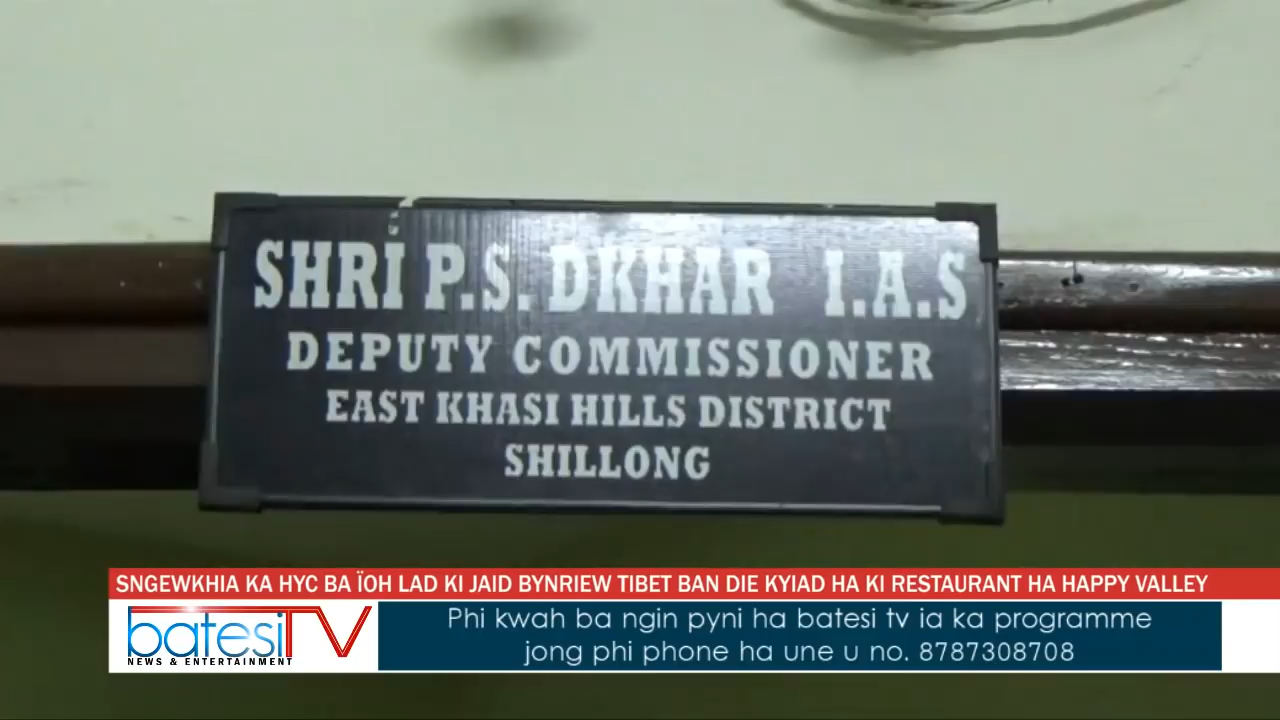 SHRI P.S. DKHAR I.A.S
DEPUTY COMMISSIONER
EAST KHASI HILLS DISTRICT
SHILLONG
SNGEWKHIA KA HYC BA ÏOH LAD KI JAID BYNRIEW TIBET BAN DIE KYIAD HA KI RESTAURANT HA HAPPY VALLEY
batesi TV
NEWS & ENTERTAINMENT
Phi kwah ba ngin pyni ha batesi tv ia ka programme
jong phi phone ha une u no. 8787308708